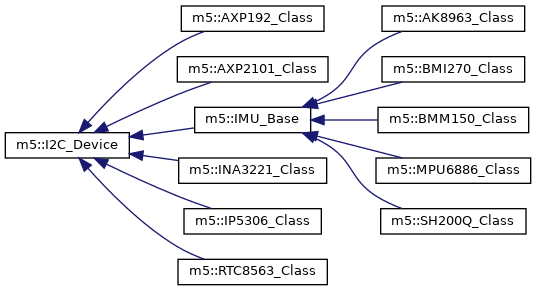 m5::AXP192_Class
m5::AK8963_Class
m5::AXP2101_Class
m5::BMI270_Class
m5::IMU_Base
m5::BMM150_Class
m5::I2C_Device
m5::INA3221_Class
m5::MPU6886_Class
m5::IP5306_Class
m5::SH200Q_Class
m5::RTC8563_Class